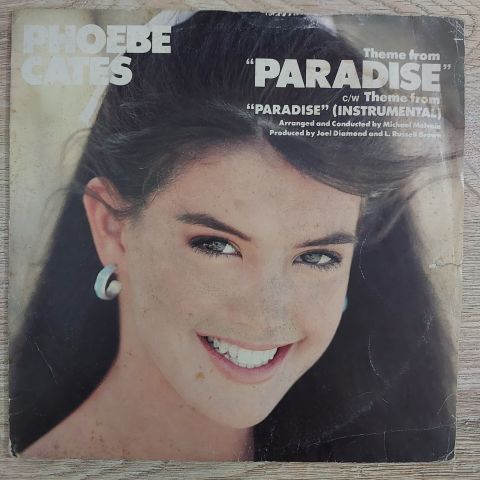 PHOEBE
CATES
Theme from
"PARADISE"
c/w Theme from
"PARADISE" (INSTRUMENTAL)
Arranged and Conducted by Michael
Produced by Joel Diamond and L. Russell Brown